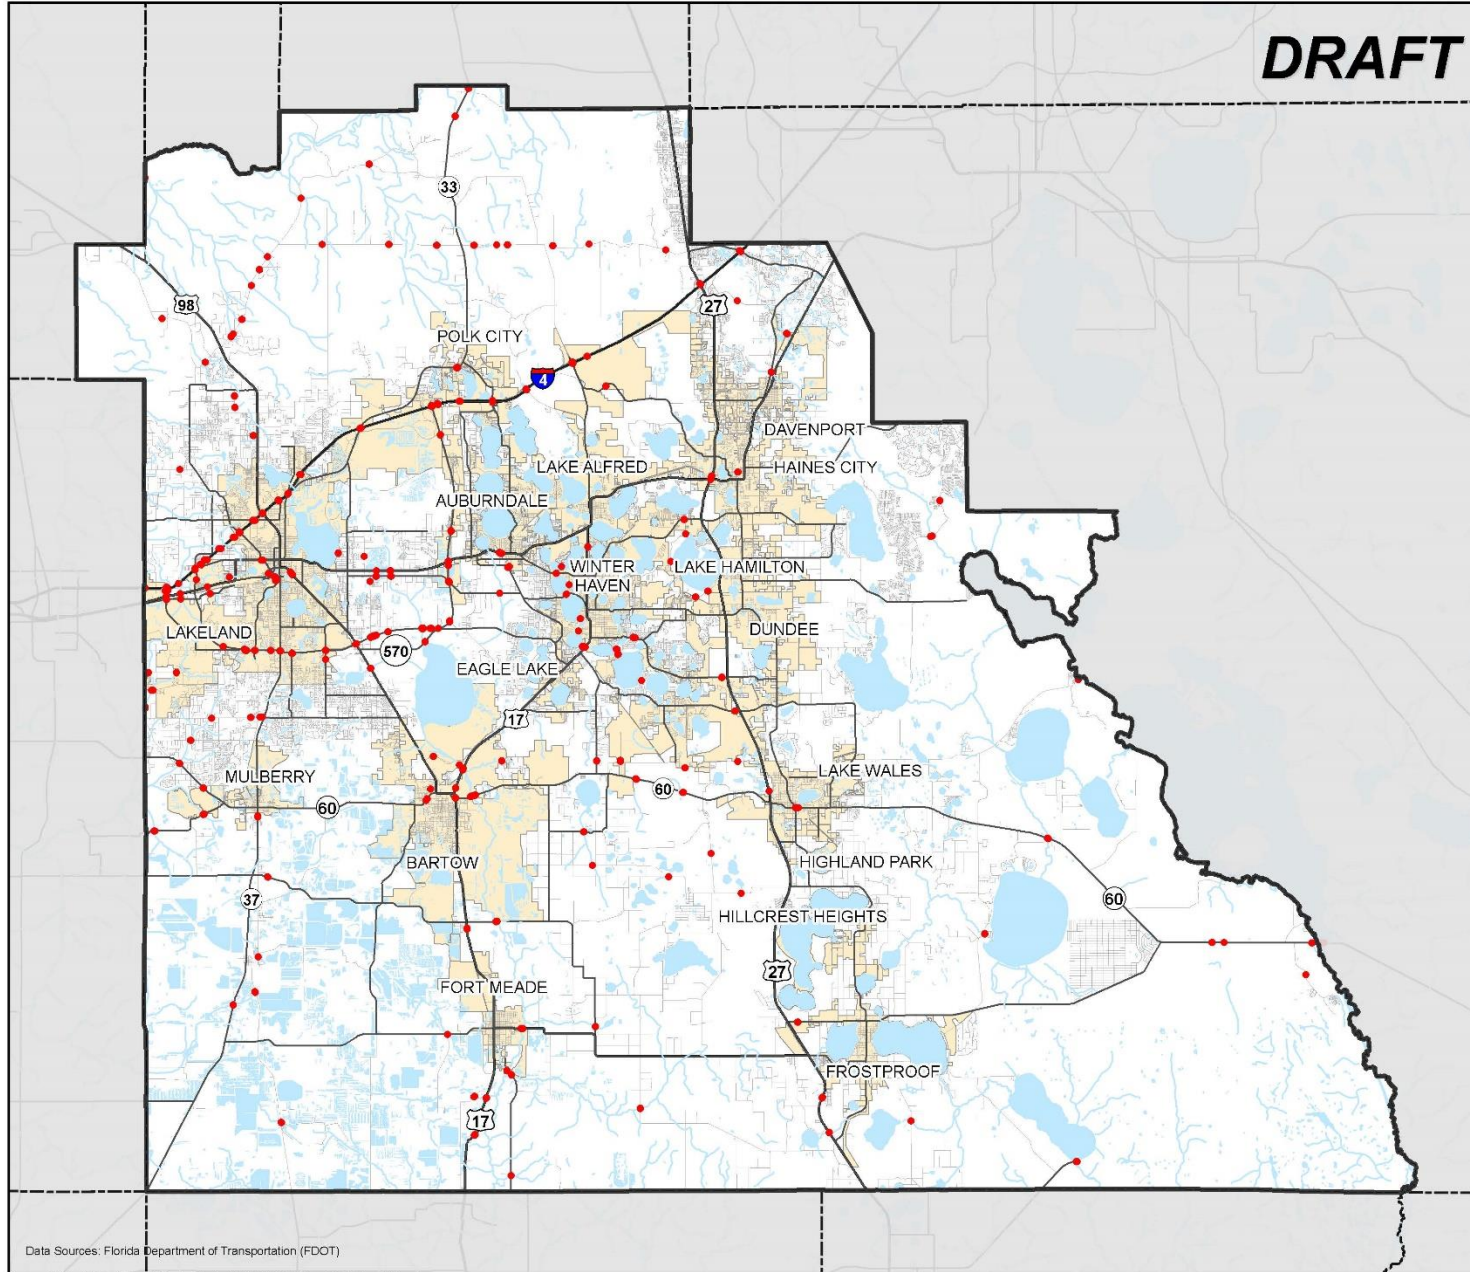 DRAFT
33
98
27
POLK CITY
4
DAVENPORT
LAKE ALFRED
HAINES CITY
AUBURNDALE
WINTER
HAVEN
LAKE HAMILTON
LAKELAND
DUNDEE
570
EAGLE LAKE
17
LAKE WALES
MULBERRY
60
60
BARTOW
HIGHLAND PARK
37
60
HILLCREST HEIGHTS
27
FORT MEADE
FROSTPROOF
17
Data Sources: Florida Department of Transportation (FDOT)